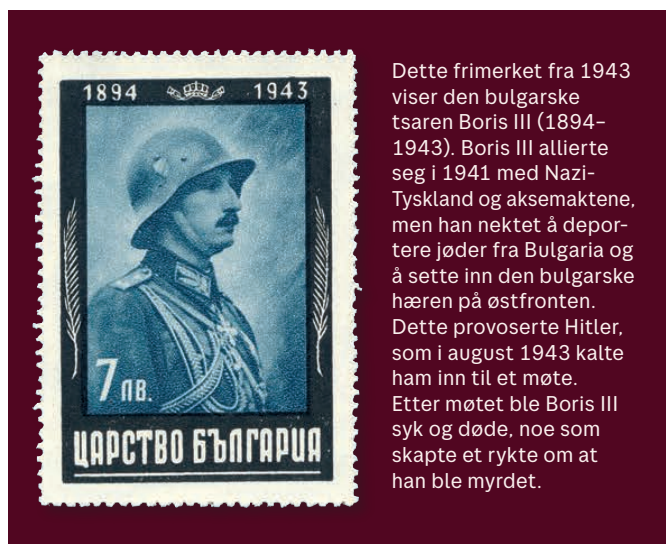 1894 1943
7 ЛВ.
ЦАРСТВО БЪЛГАРИЯ
Dette frimerket fra 1943
viser den bulgarske
tsaren Boris III (1894–
1943). Boris III allierte
seg i 1941 med Nazi-
Tyskland og aksemaktene,
men han nektet å depor-
tere jøder fra Bulgaria og
å sette inn den bulgarske
hæren på østfronten.
Dette provoserte Hitler,
som i august 1943 kalte
ham inn til et møte.
Etter møtet ble Boris III
syk og døde, noe som
skapte et rykte om at
han ble myrdet.